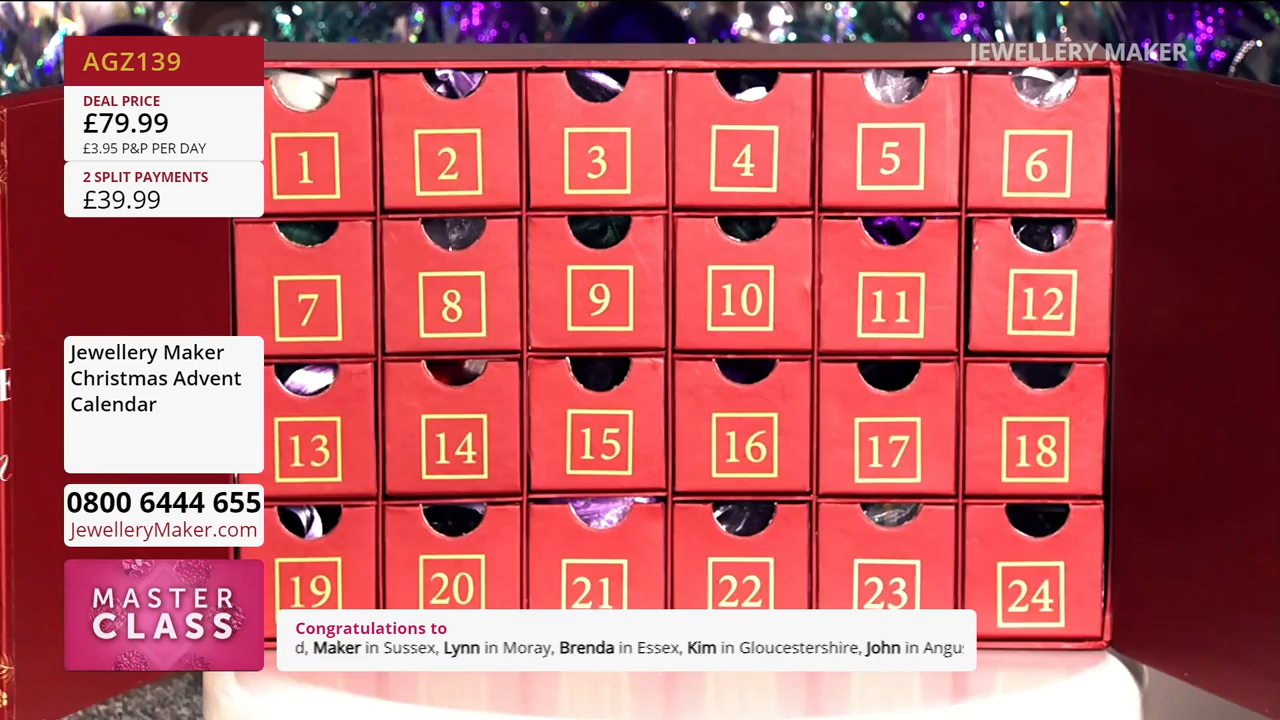 AGZ139
DEAL PRICE
£79.99
£3.95 P&P PER DAY
2 SPLIT PAYMENTS
£39.99
Jewellery Maker
Christmas Advent
Calendar
0800 6444 655
JewelleryMaker.com
MASTER
CLASS
JEWELLERY MAKER
1 2 3 4 5 6
7 8 9 10 11 12
13 14 15 16 17 18
19 20 21 22 23 24
Congratulations to
d, Maker in Sussex, Lynn in Moray, Brenda in Essex, Kim in Gloucestershire, John in Angus